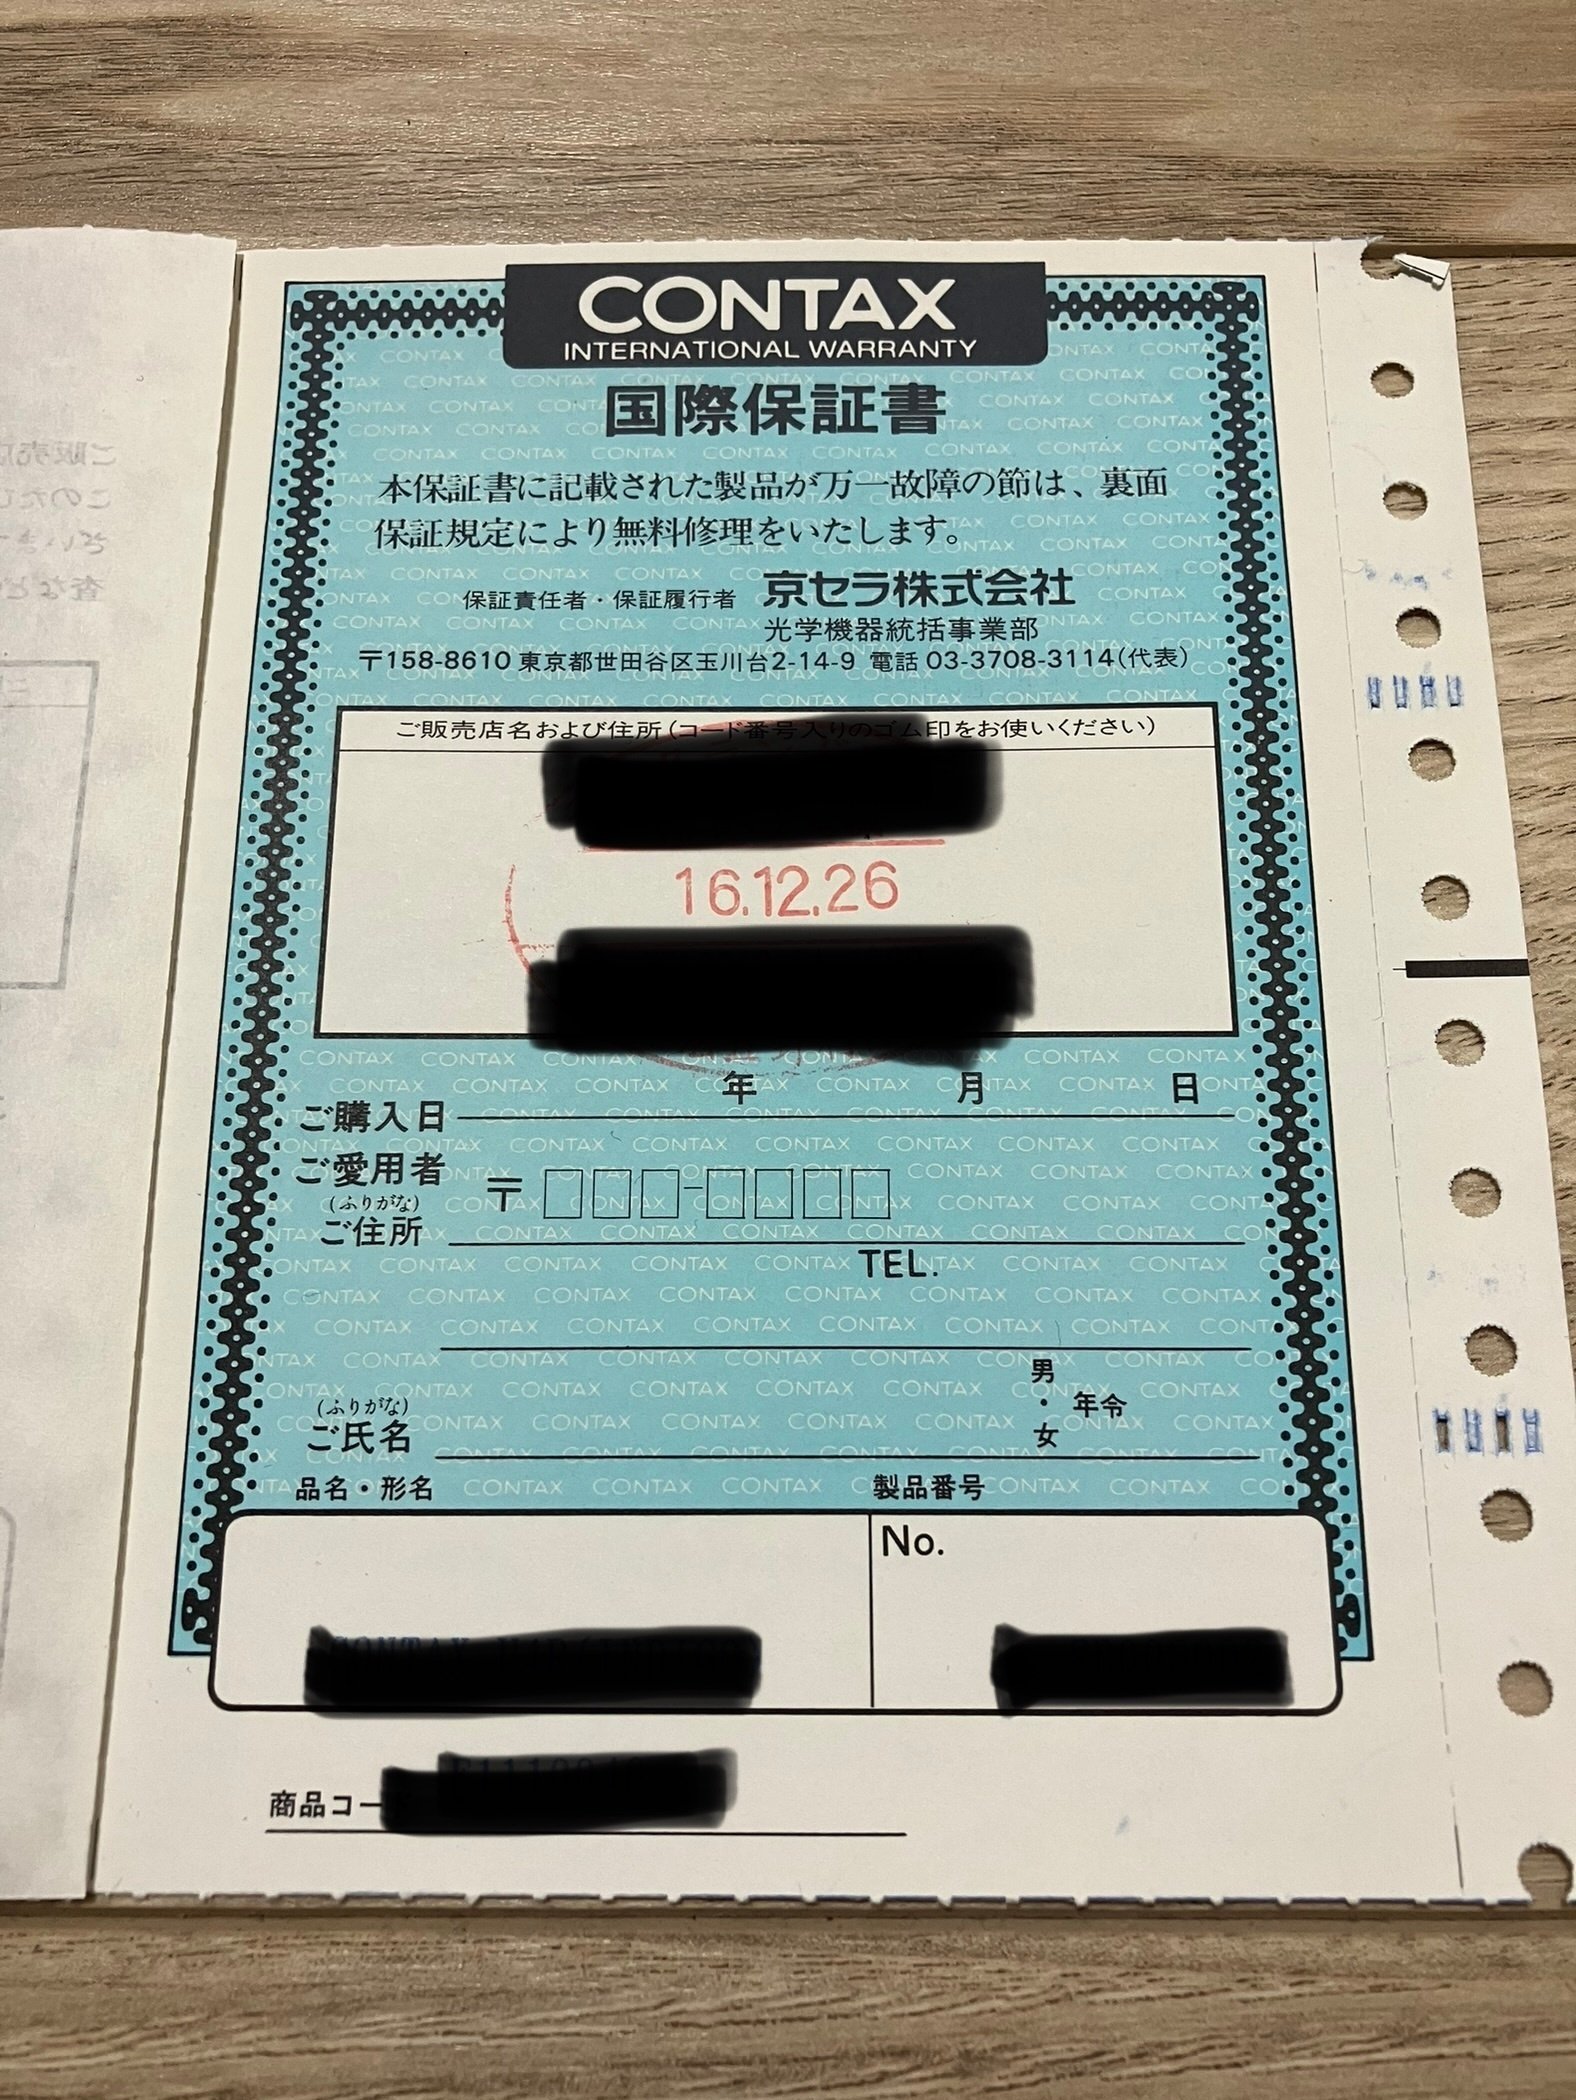 CONTAX
INTERNATIONAL WARRANTY
国際保証書
本保証書に記載された製品が万一故障の節は、裏面
保証規定により無料修理をいたします。
保証責任者・保証履行者 京セラ株式会社
光学機器統括事業部
〒158-8610 東京都世田谷区玉川台2-14-9 電話 03-3708-3114(代表)
ご販売店名および住所(コード番号入りのゴム印をお使いください)
16.12.26
年 月 日
ご購入日
ご愛用者
〒 -
(ふりがな)
ご住所
TEL.
男・女 年令
(ふりがな)
ご氏名
品名・形名 製品番号
No.
商品コー